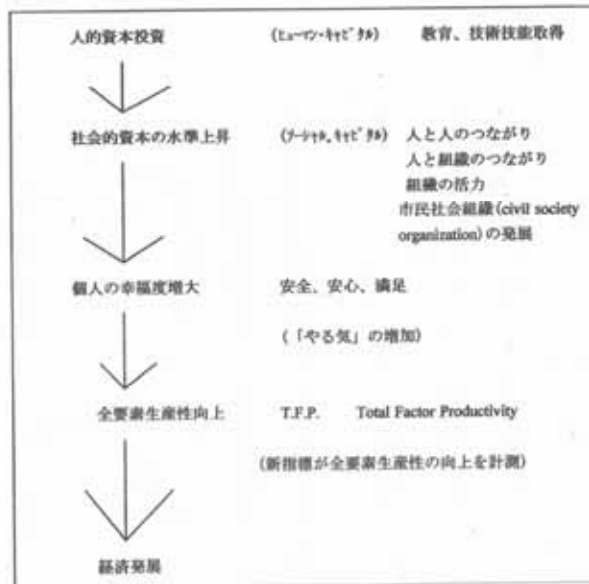 人的資本投資 (ﾋｭｰﾏﾝ・ｷｬﾋﾟﾀﾙ) 教育、技術技能取得
社会的資本の水準上昇 (ｿｰｼｬﾙ,ｷｬﾋﾟﾀﾙ) 人と人のつながり
人と組織のつながり
組織の活力
市民社会組織(civil society
organization)の発展
個人の幸福度増大 安全、安心、満足
(「やる気」の増加)
全要素生産性向上 T.F.P. Total Factor Productivity
(新指標が全要素生産性の向上を計測)
経済発展